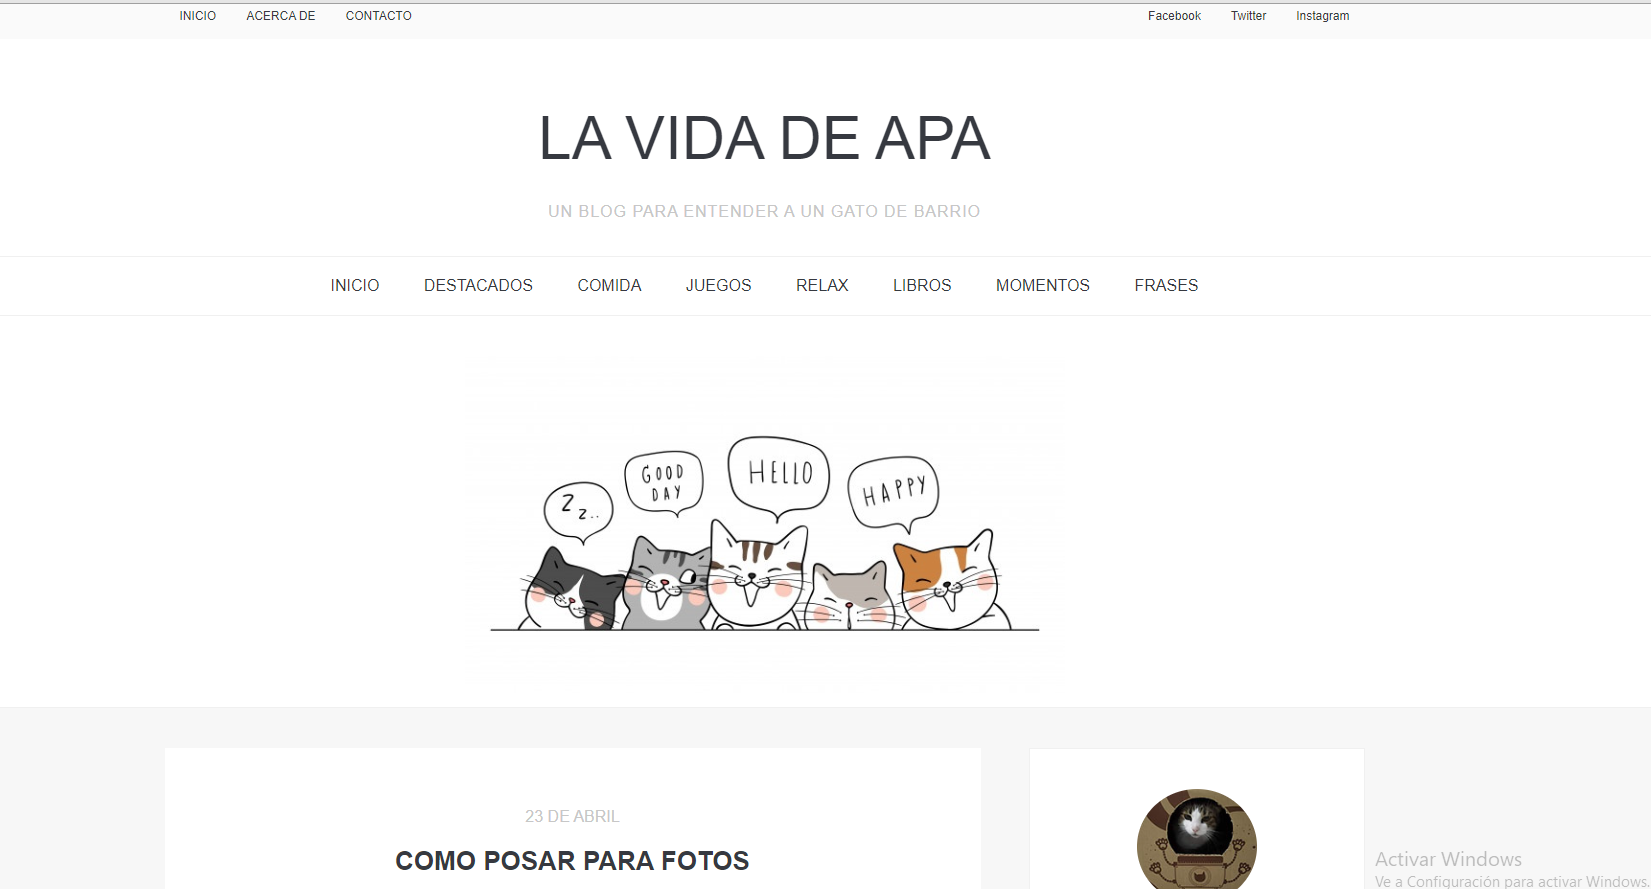 INICIO ACERCA DE CONTACTO Facebook Twitter Instagram
LA VIDA DE APA
UN BLOG PARA ENTENDER A UN GATO DE BARRIO
INICIO DESTACADOS COMIDA JUEGOS RELAX LIBROS MOMENTOS FRASES
Z z..
GOOD
DAY
HELLO
HAPPY
23 DE ABRIL
COMO POSAR PARA FOTOS
Activar Windows
Ve a Configuración para activar Windows.